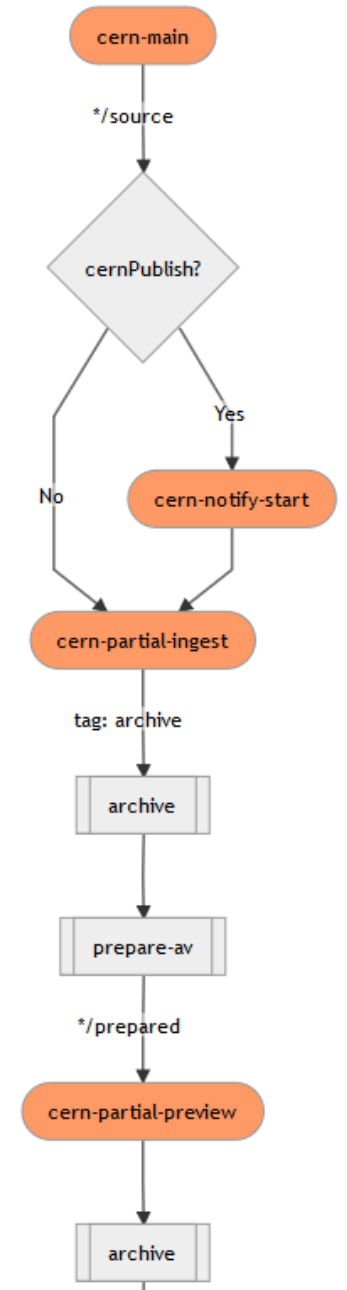 cern-main
*/source
cernPublish?
Yes
No
cern-notify-start
cern-partial-ingest
tag: archive
archive
prepare-av
*/prepared
cern-partial-preview
archive